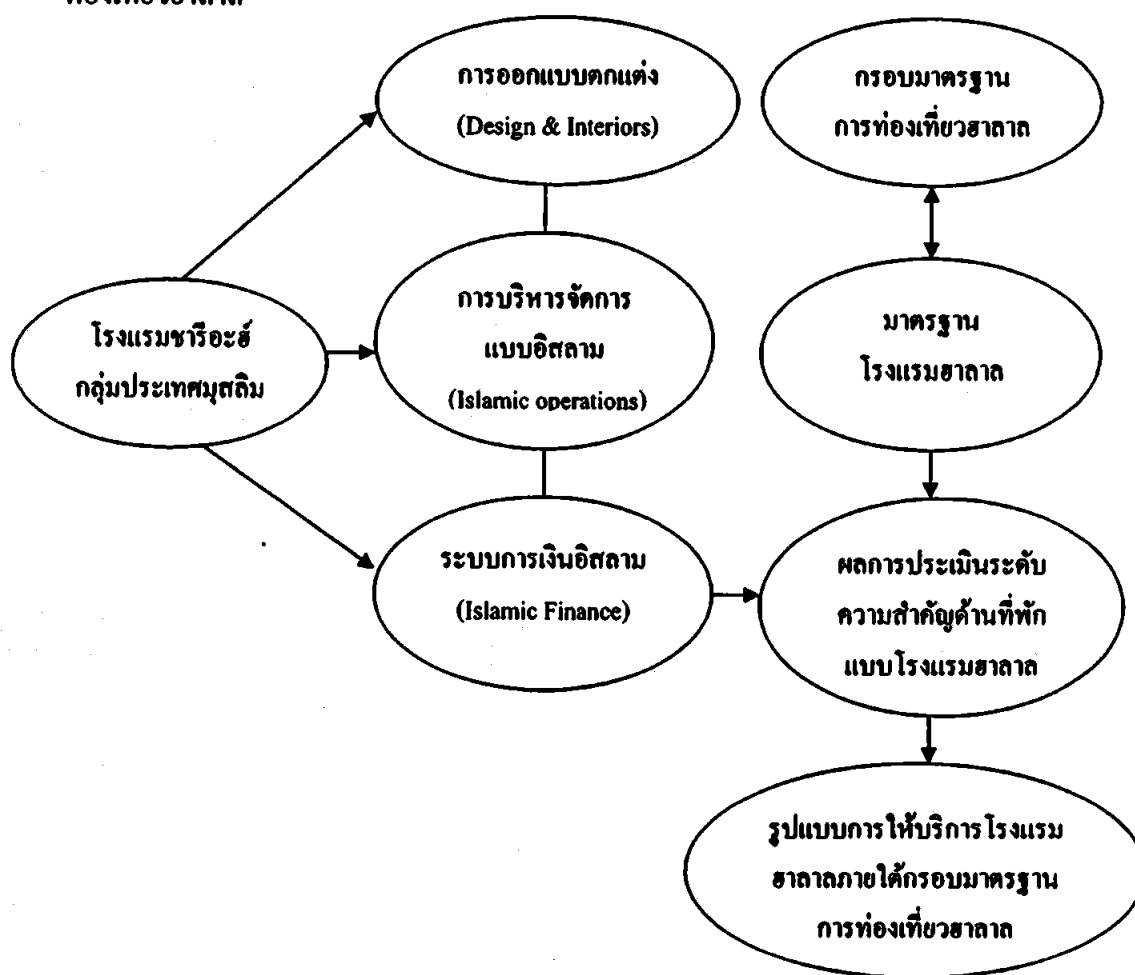 การออกแบบตกแต่ง
(Design & Interiors)
กรอบมาตรฐาน
การท่องเที่ยวฮาลาล
โรงแรมชารีอะฮ์
กลุ่มประเทศมุสลิม
การบริหารจัดการ
แบบอิสลาม
(Islamic operations)
มาตรฐาน
โรงแรมฮาลาล
ระบบการเงินอิสลาม
(Islamic Finance)
ผลการประเมินระดับ
ความสำคัญด้านที่พัก
แบบโรงแรมฮาลาล
รูปแบบการให้บริการโรงแรม
ฮาลาลภายใต้กรอบมาตรฐาน
การท่องเที่ยวฮาลาล